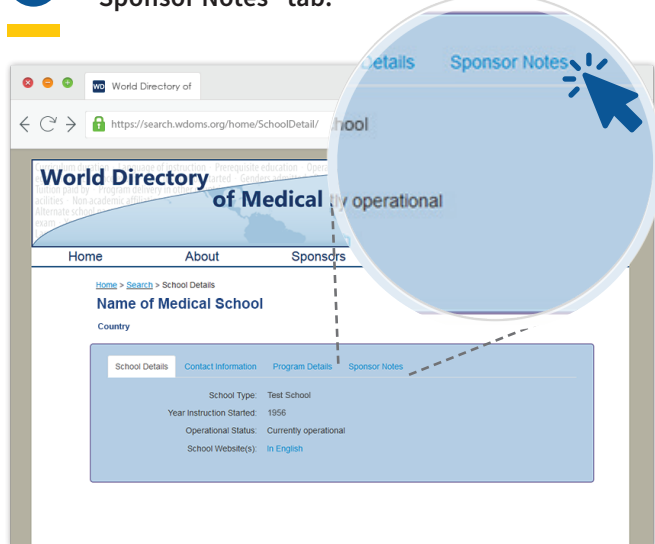 Sponsor Notes" tab.
World Directory of
https://search.wdoms.org/home/SchoolDetail/
hool
etails Sponsor Notes
y operational
World Directory
of Medical
Home About Sponsors
Home > Search > School Details
Name of Medical School
Country
School Details Contact Information Program Details Sponsor Notes
School Type: Test School
Year Instruction Started: 1956
Operational Status: Currently operational
School Website(s): In English